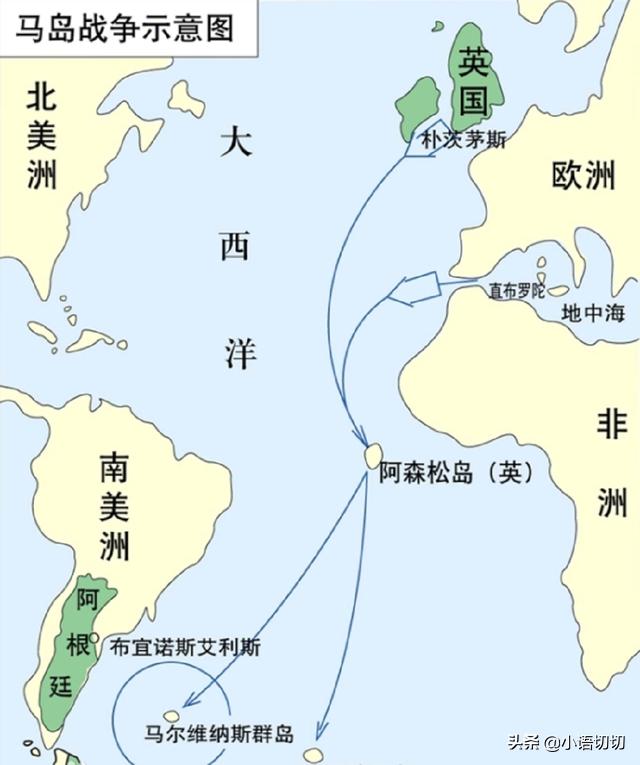 马岛战争示意图
英国
北美洲
大西洋
朴茨茅斯
欧洲
直布罗陀
地中海
非洲
阿森松岛（英）
南美洲
阿根廷
布宜诺斯艾利斯
马尔维纳斯群岛
头条 @小语切切